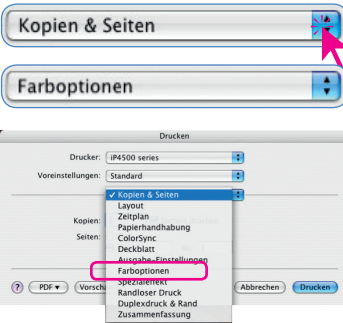 Kopien & Seiten
Farboptionen
Drucken
Drucker: iP4500 series
Voreinstellungen: Standard
✓ Kopien & Seiten
Layout
Zeitplan
Kopien:
Papierhandhabung
Seiten:
ColorSync
Deckblatt
Ausgabe-Einstellungen
Farboptionen
Spezialeffekt
? PDF ▾ Vorscha Abbrechen Drucken
Randloser Druck
Duplexdruck & Rand
Zusammenfassung